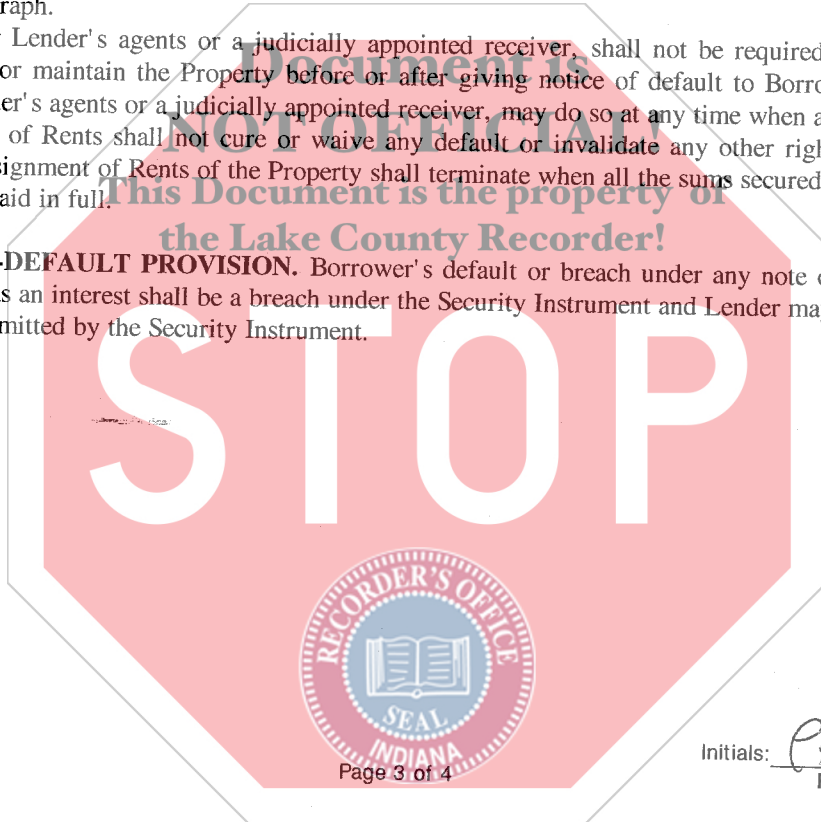 raph.
Lender's agents or a judicially appointed receiver, shall not be required
or maintain the Property before or after giving notice of default to Borro
er's agents or a judicially appointed receiver, may do so at any time when a
of Rents shall not cure or waive any default or invalidate any other righ
signment of Rents of the Property shall terminate when all the sums secured
aid in full.
Document is
NOT OFFICIAL!
This Document is the property of
the Lake County Recorder!
-DEFAULT PROVISION. Borrower's default or breach under any note
s an interest shall be a breach under the Security Instrument and Lender ma
mitted by the Security Instrument.
STOP
RECORDER'S OFFICE
SEAL
INDIANA
Page 3 of 4
Initials: